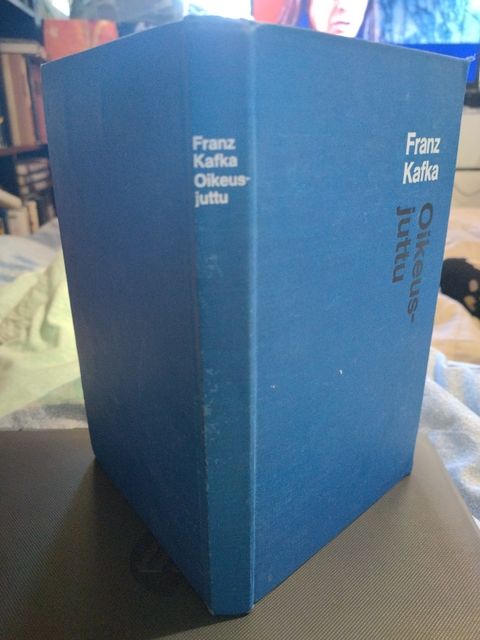 Franz
Kafka
Oikeus-
juttu
Franz
Kafka
Oikeus-
juttu